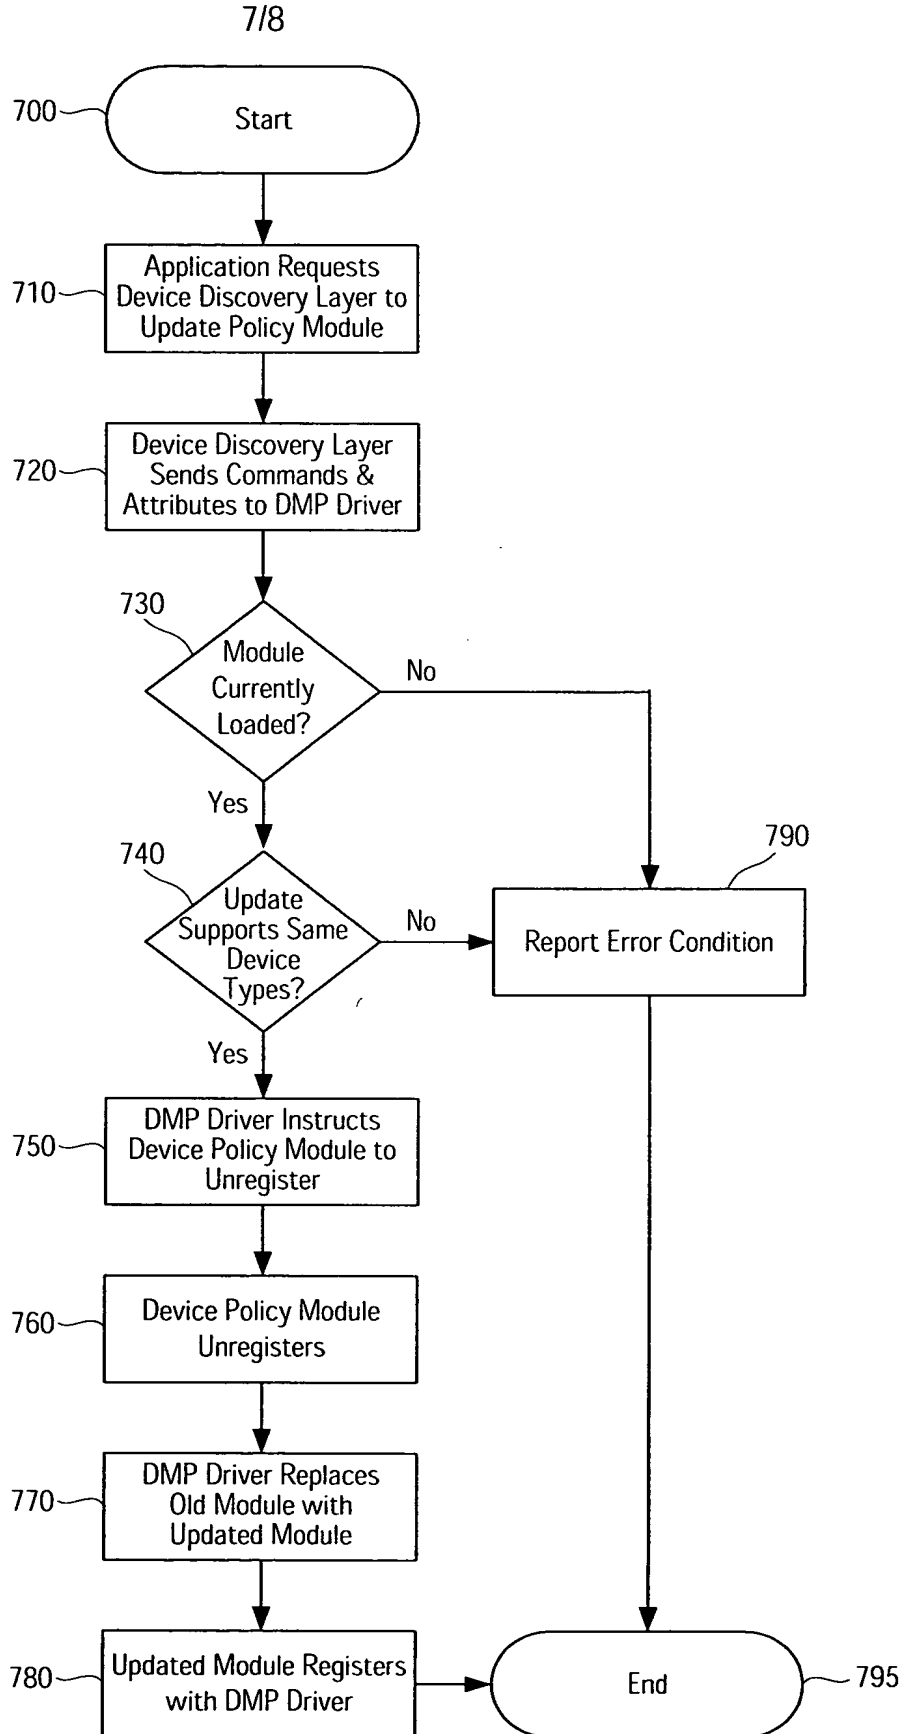 7/8
700
Start
710
Application Requests
Device Discovery Layer to
Update Policy Module
720
Device Discovery Layer
Sends Commands &
Attributes to DMP Driver
730
Module
Currently
Loaded?
No
Yes
740
Update
Supports Same
Device
Types?
No
790
Report Error Condition
Yes
750
DMP Driver Instructs
Device Policy Module to
Unregister
760
Device Policy Module
Unregisters
770
DMP Driver Replaces
Old Module with
Updated Module
780
Updated Module Registers
with DMP Driver
End
795